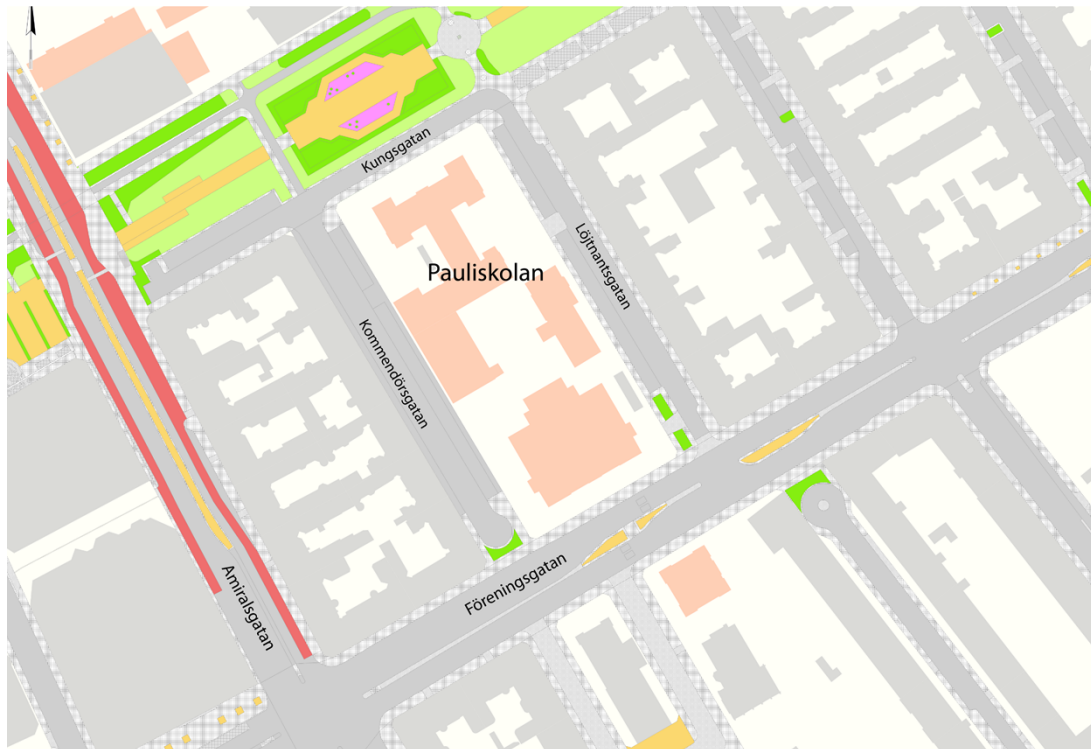 Kungsgatan
Löjtnantsgatan
Pauliskolan
Kommendörsgatan
Föreningsgatan
Amiralsgatan